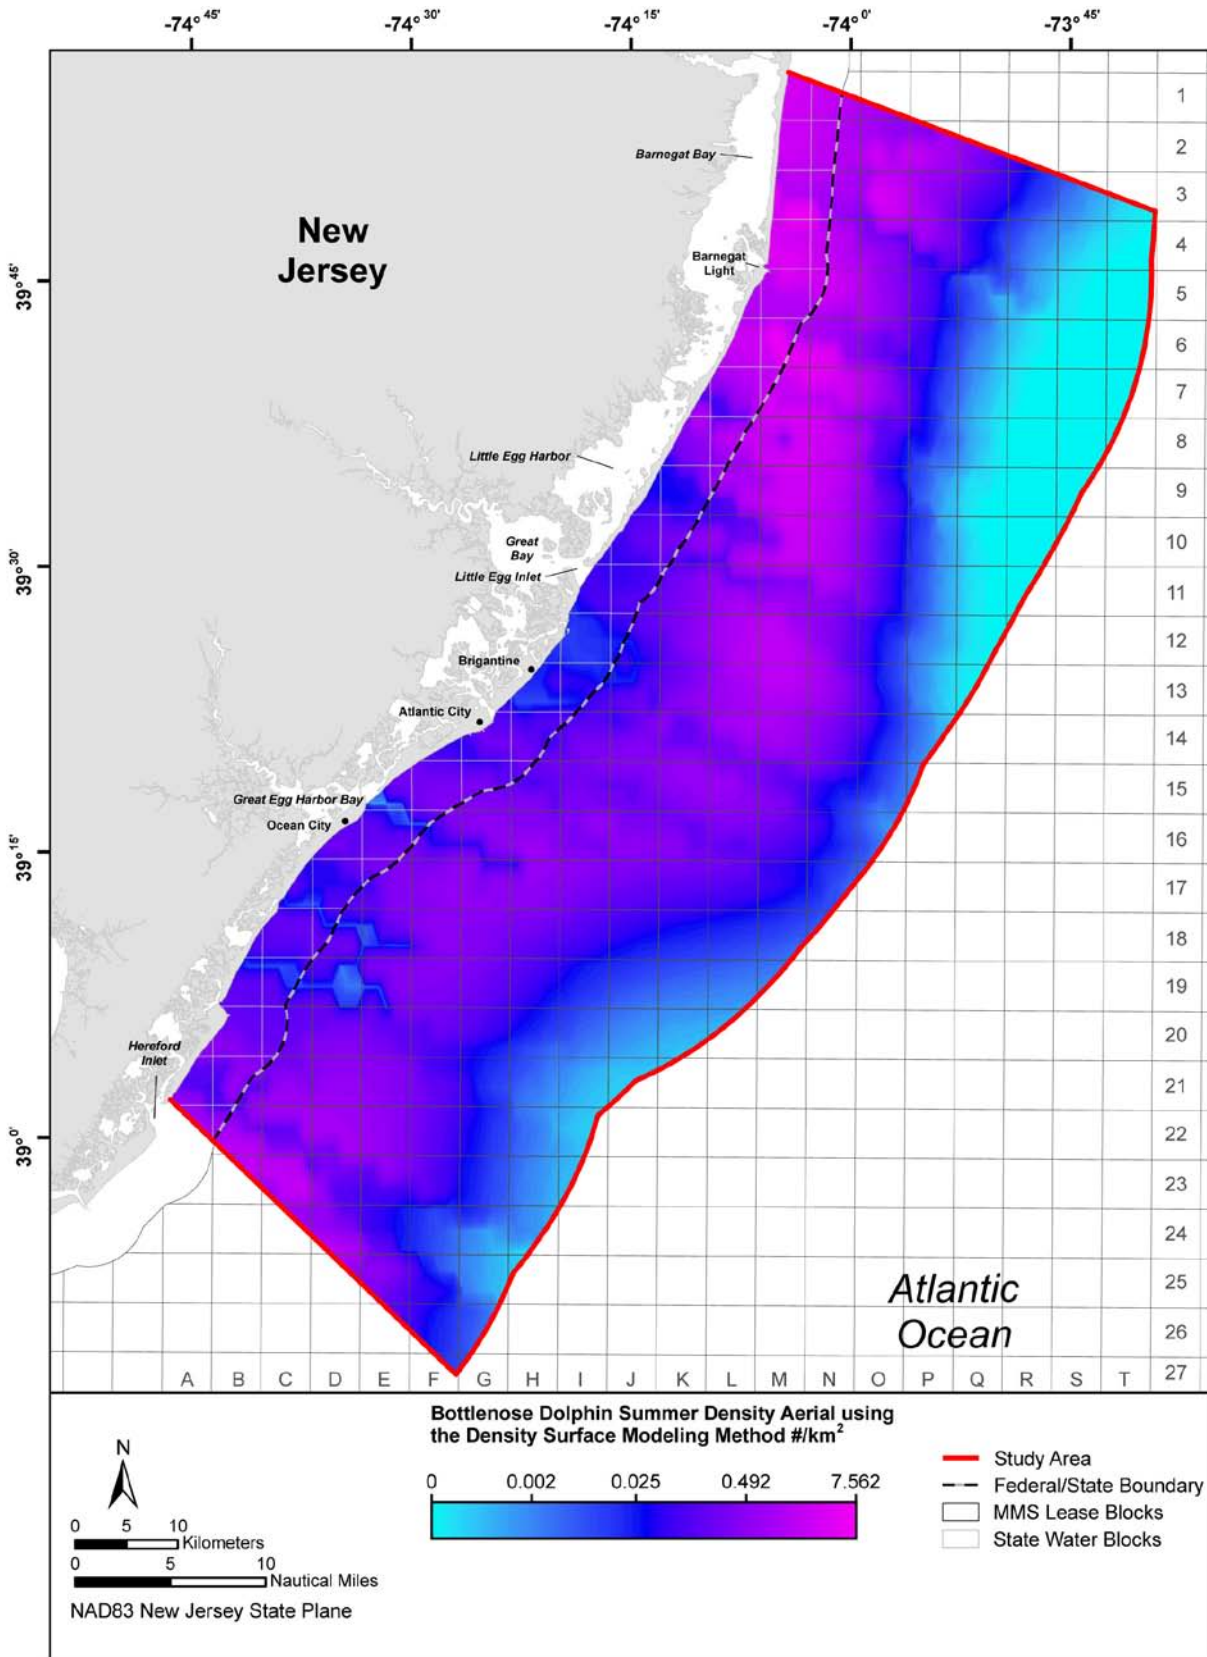 -74° 45'
-74° 30'
-74° 15'
-74° 0'
-73° 45'
1
2
3
4
5
6
7
8
9
10
11
12
13
14
15
16
17
18
19
20
21
22
23
24
25
26
27
39° 45'
39° 30'
39° 15'
39° 0'
New
Jersey
Barnegat Bay
Barnegat
Light
Little Egg Harbor
Great
Bay
Little Egg Inlet
Brigantine
Atlantic City
Great Egg Harbor Bay
Ocean City
Hereford
Inlet
Atlantic
Ocean
A B C D E F G H I J K L M N O P Q R S T
Bottlenose Dolphin Summer Density Aerial using
the Density Surface Modeling Method #/km²
0 0.002 0.025 0.492 7.562
Study Area
Federal/State Boundary
MMS Lease Blocks
State Water Blocks
N
0 5 10
Kilometers
0 5 10
Nautical Miles
NAD83 New Jersey State Plane